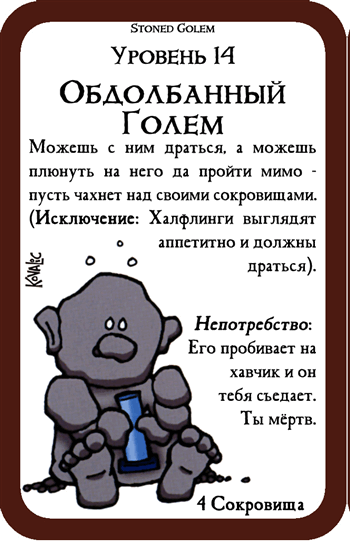 Stoned Golem
Уровень 14
Обдолбанный
Голем
Можешь с ним драться, а можешь
плюнуть на него да пройти мимо -
пусть чахнет над своими сокровищами.
(Исключение: Халфлинги выглядят
аппетитно и должны
драться).
Kovalic
Непотребство:
Его пробивает на
хавчик и он
тебя съедает.
Ты мёртв.
4 Сокровища